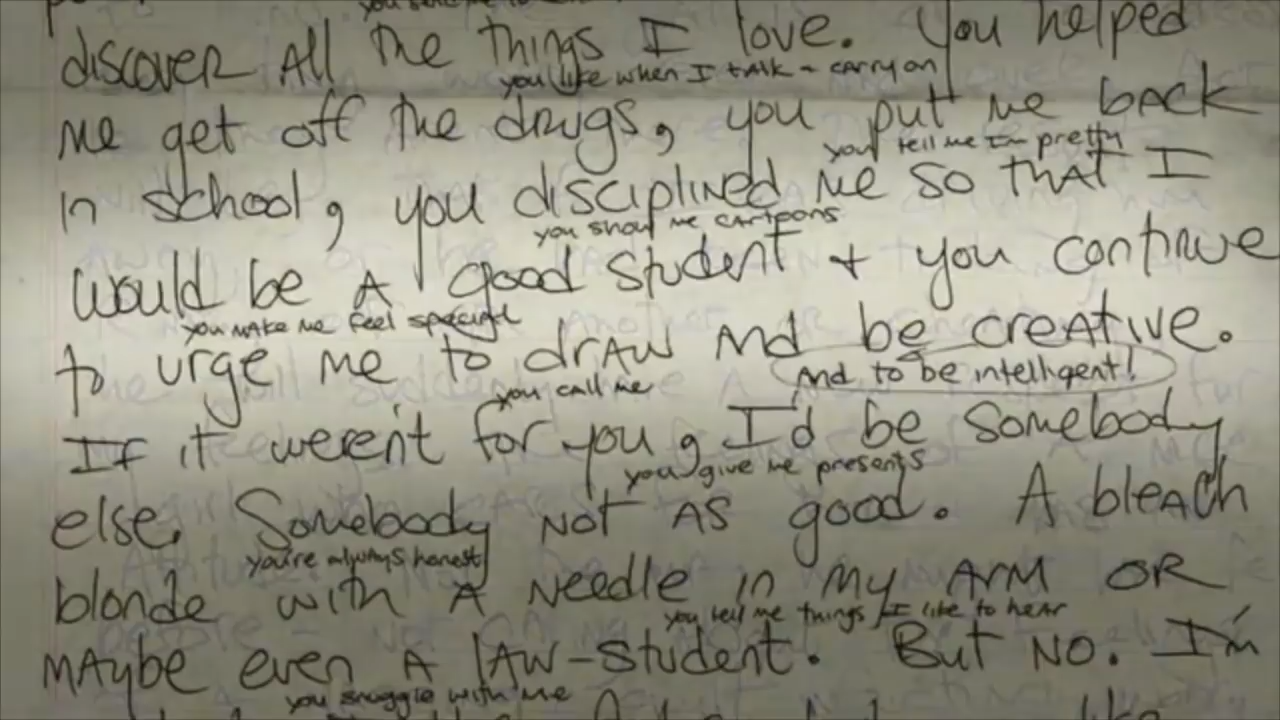 discover All the things I love. You helped
you like when I talk + carry on
me get off the drugs, you put me back
you tell me I'm pretty
in school, you disciplined me so that I
you show me cartoons
would be a good student + you continue
you make me feel special
to urge me to draw and be creative.
you call me
And to be intelligent!
If it weren't for you, I'd be somebody
you give me presents
else. Somebody not as good. A bleach
you're always honest
blonde with a needle in my arm or
you tell me things I like to hear
maybe even a law-student. But no. I'm
you snuggle with me